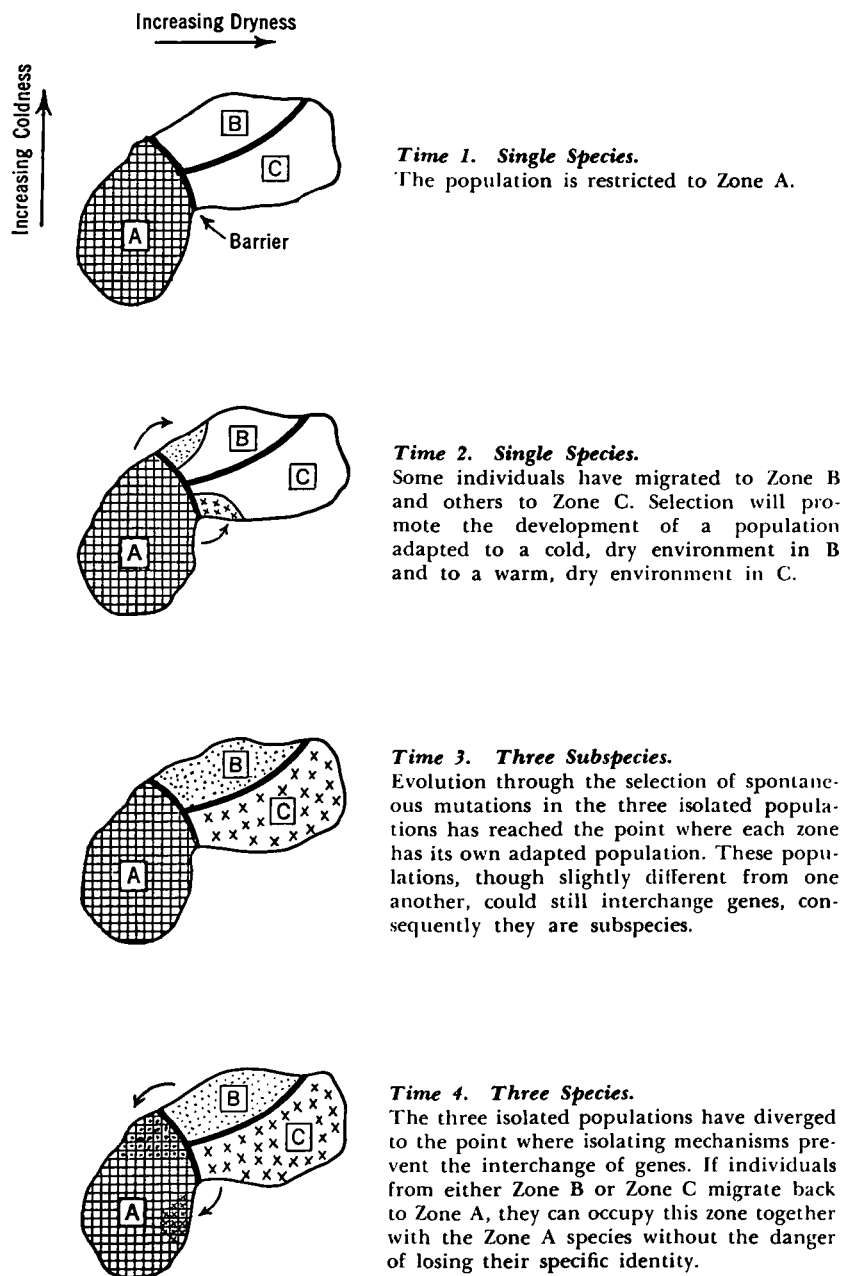 Increasing Dryness
Increasing Coldness
B
C
A
Barrier
Time 1. Single Species.
The population is restricted to Zone A.
B
C
A
Time 2. Single Species.
Some individuals have migrated to Zone B
and others to Zone C. Selection will pro-
mote the development of a population
adapted to a cold, dry environment in B
and to a warm, dry environment in C.
B
C
A
Time 3. Three Subspecies.
Evolution through the selection of spontane-
ous mutations in the three isolated popula-
tions has reached the point where each zone
has its own adapted population. These popu-
lations, though slightly different from one
another, could still interchange genes, con-
sequently they are subspecies.
B
C
A
Time 4. Three Species.
The three isolated populations have diverged
to the point where isolating mechanisms pre-
vent the interchange of genes. If individuals
from either Zone B or Zone C migrate back
to Zone A, they can occupy this zone together
with the Zone A species without the danger
of losing their specific identity.